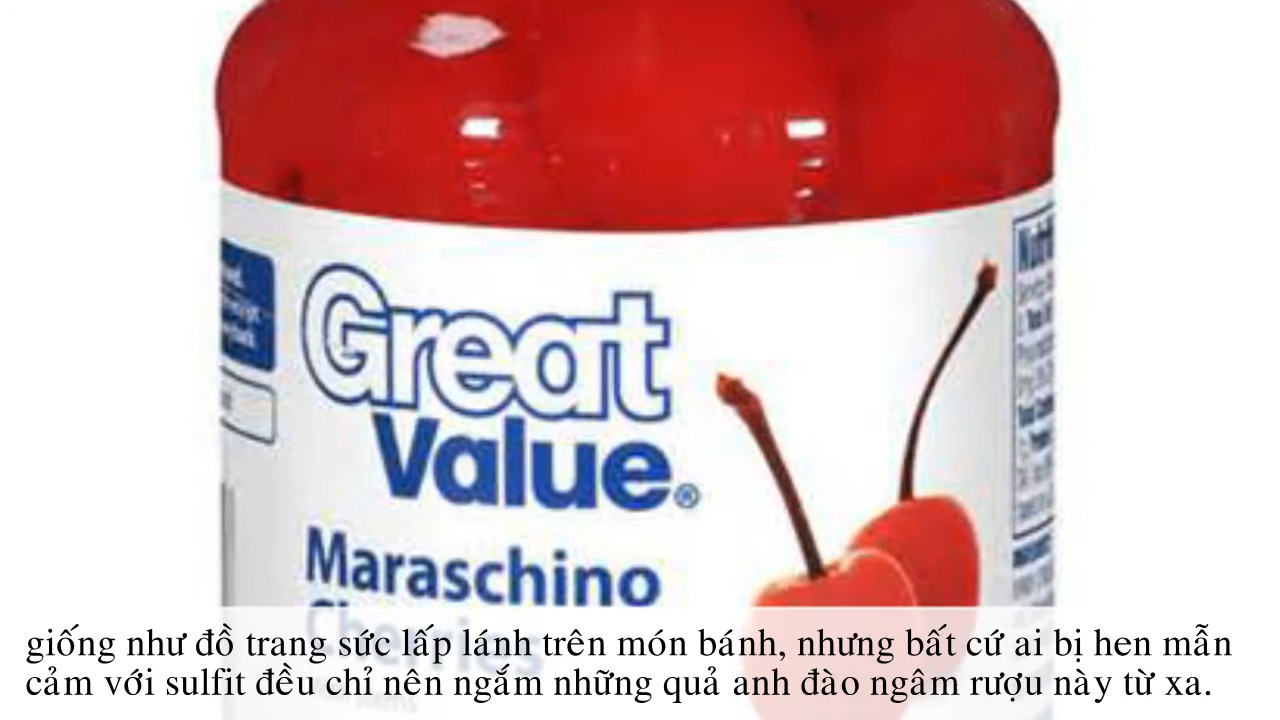 Great
Value®
Maraschino
Cherries
giống như đồ trang sức lấp lánh trên món bánh, nhưng bất cứ ai bị hen mẫn
cảm với sulfit đều chỉ nên ngắm những quả anh đào ngâm rượu này từ xa.